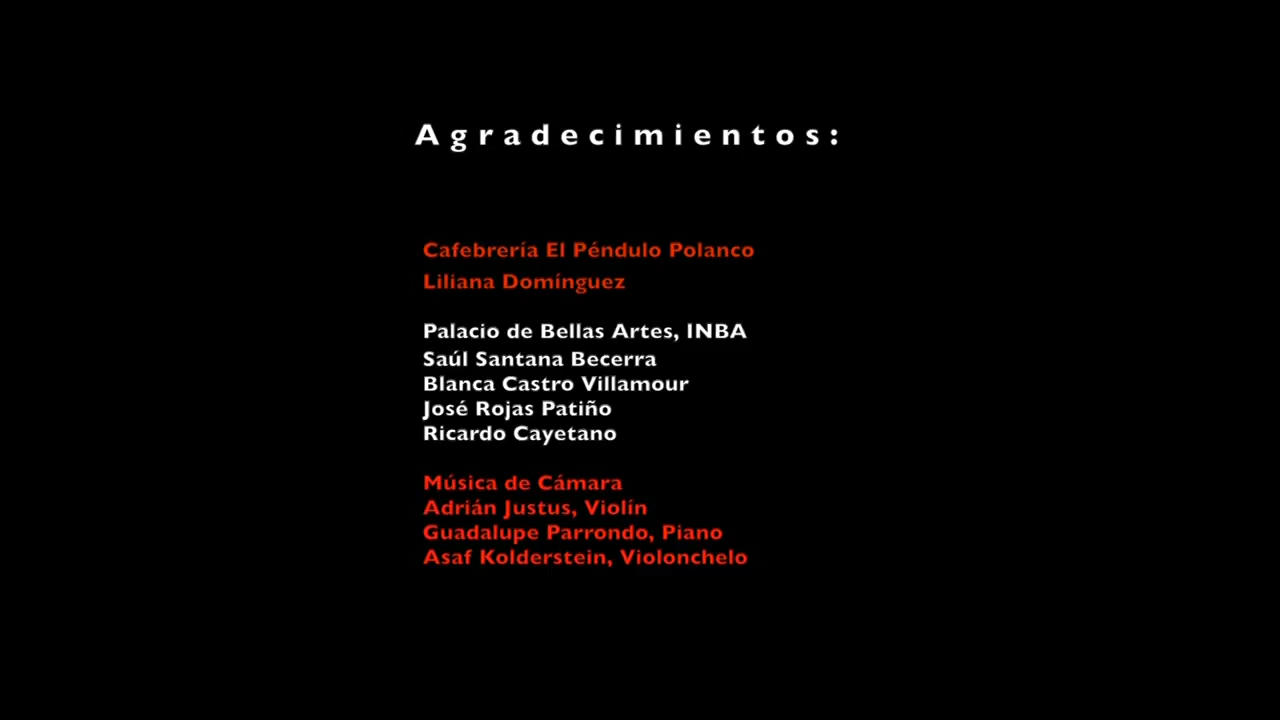 Agradecimientos:
Cafebrería El Péndulo Polanco
Liliana Domínguez
Palacio de Bellas Artes, INBA
Saúl Santana Becerra
Blanca Castro Villamour
José Rojas Patiño
Ricardo Cayetano
Música de Cámara
Adrián Justus, Violín
Guadalupe Parrondo, Piano
Asaf Kolderstein, Violonchelo